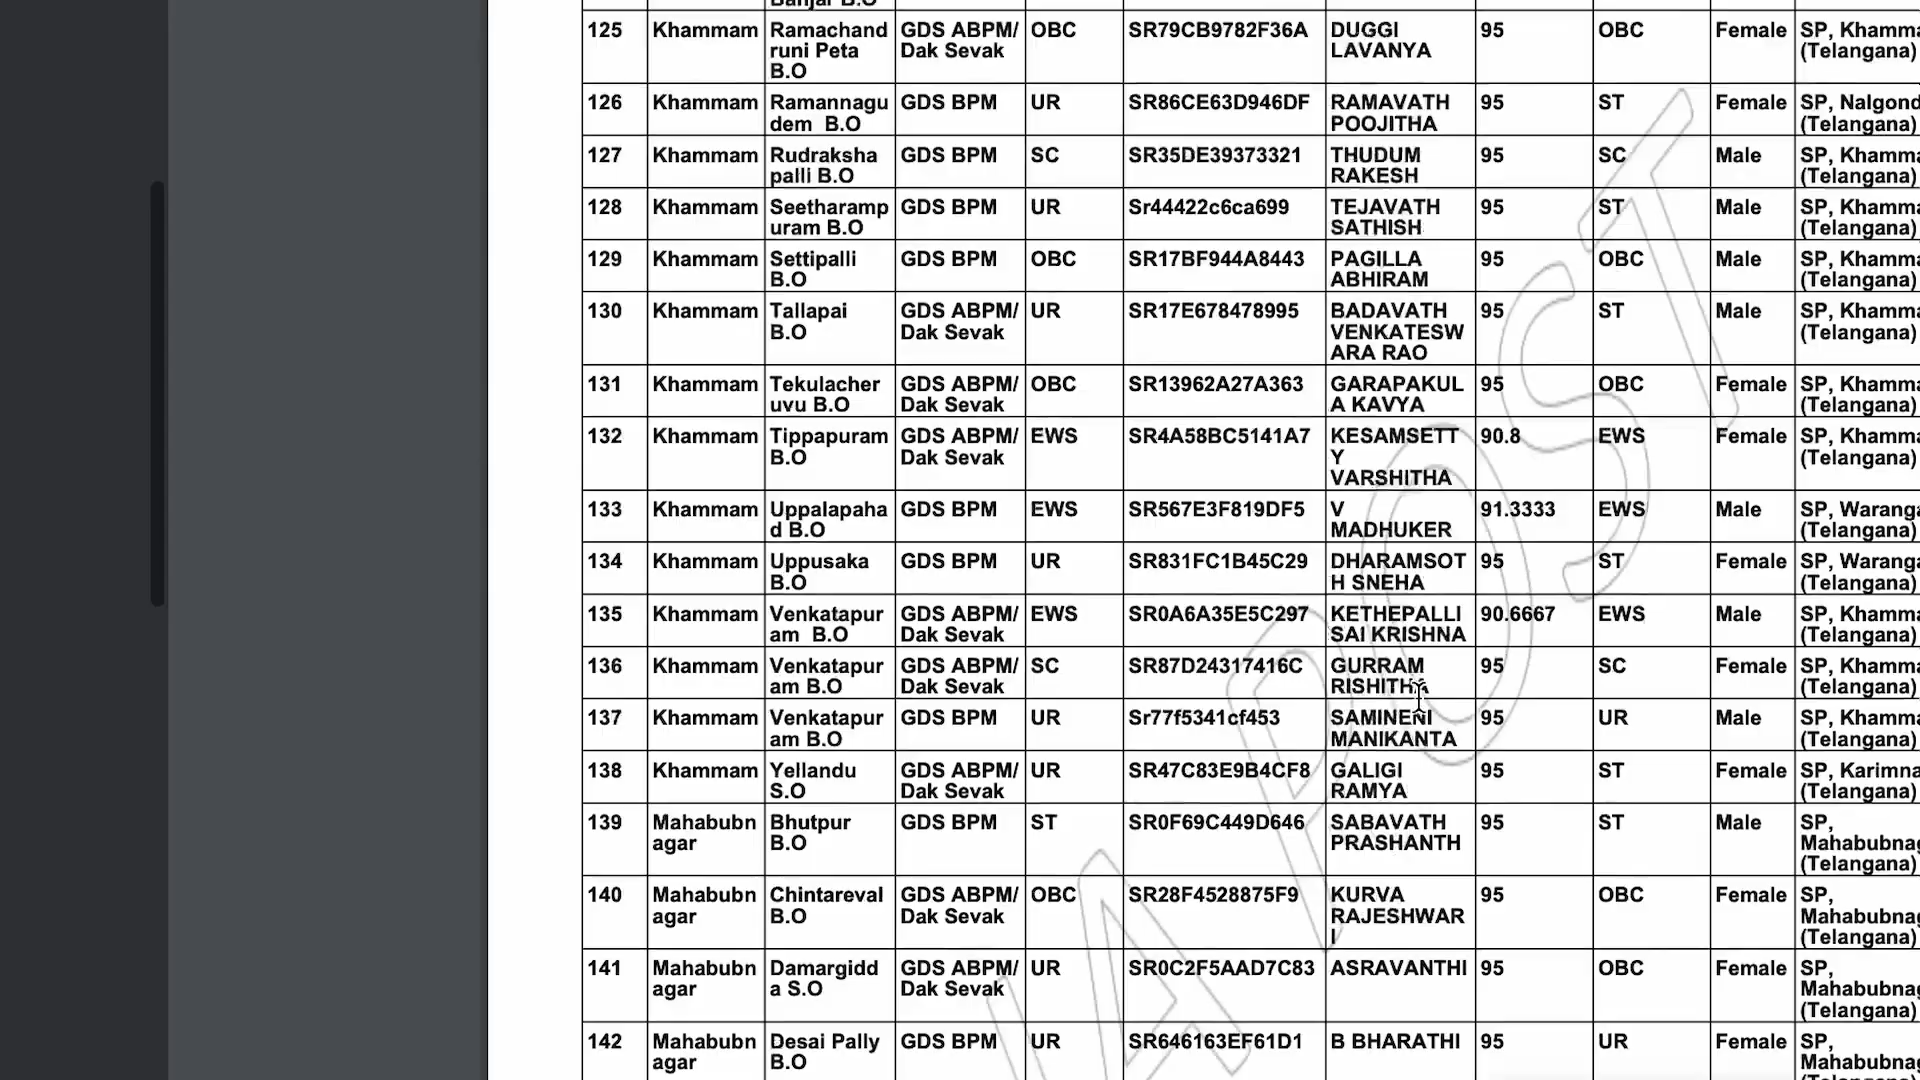 Banjar B.O
125 Khammam Ramachand GDS ABPM/ OBC SR79CB9782F36A DUGGI 95 OBC Female SP, Khamma
runi Peta Dak Sevak LAVANYA (Telangana)
B.O
126 Khammam Ramannagu GDS BPM UR SR86CE63D946DF RAMAVATH 95 ST Female SP, Nalgond
dem B.O POOJITHA (Telangana)
127 Khammam Rudraksha GDS BPM SC SR35DE39373321 THUDUM 95 SC Male SP, Khamma
palli B.O RAKESH (Telangana)
128 Khammam Seetharamp GDS BPM UR Sr44422c6ca699 TEJAVATH 95 ST Male SP, Khamma
uram B.O SATHISH (Telangana)
129 Khammam Settipalli GDS BPM OBC SR17BF944A8443 PAGILLA 95 OBC Male SP, Khamma
B.O ABHIRAM (Telangana)
130 Khammam Tallapai GDS ABPM/ UR SR17E678478995 BADAVATH 95 ST Male SP, Khamma
B.O Dak Sevak VENKATESW (Telangana)
ARA RAO
131 Khammam Tekulacher GDS ABPM/ OBC SR13962A27A363 GARAPAKUL 95 OBC Female SP, Khamma
uvu B.O Dak Sevak A KAVYA (Telangana)
132 Khammam Tippapuram GDS ABPM/ EWS SR4A58BC5141A7 KESAMSETT 90.8 EWS Female SP, Khamma
B.O Dak Sevak Y (Telangana)
VARSHITHA
133 Khammam Uppalapaha GDS BPM EWS SR567E3F819DF5 V 91.3333 EWS Male SP, Waranga
d B.O MADHUKER (Telangana)
134 Khammam Uppusaka GDS BPM UR SR831FC1B45C29 DHARAMSOT 95 ST Female SP, Waranga
B.O H SNEHA (Telangana)
135 Khammam Venkatapur GDS ABPM/ EWS SR0A6A35E5C297 KETHEPALLI 90.6667 EWS Male SP, Khamma
am B.O Dak Sevak SAI KRISHNA (Telangana)
136 Khammam Venkatapur GDS ABPM/ SC SR87D24317416C GURRAM 95 SC Female SP, Khamma
am B.O Dak Sevak RISHITHA (Telangana)
137 Khammam Venkatapur GDS BPM UR Sr77f5341cf453 SAMINENI 95 UR Male SP, Khamma
am B.O MANIKANTA (Telangana)
138 Khammam Yellandu GDS ABPM/ UR SR47C83E9B4CF8 GALIGI 95 ST Female SP, Karimna
S.O Dak Sevak RAMYA (Telangana)
139 Mahabubn Bhutpur GDS BPM ST SR0F69C449D646 SABAVATH 95 ST Male SP,
agar B.O PRASHANTH Mahabubnag
(Telangana)
140 Mahabubn Chintareval GDS ABPM/ OBC SR28F4528875F9 KURVA 95 OBC Female SP,
agar B.O Dak Sevak RAJESHWAR Mahabubnag
I (Telangana)
141 Mahabubn Damargidd GDS ABPM/ UR SR0C2F5AAD7C83 ASRAVANTHI 95 OBC Female SP,
agar a S.O Dak Sevak Mahabubnag
(Telangana)
142 Mahabubn Desai Pally GDS BPM UR SR646163EF61D1 B BHARATHI 95 UR Female SP,
agar B.O Mahabubnag
A POST